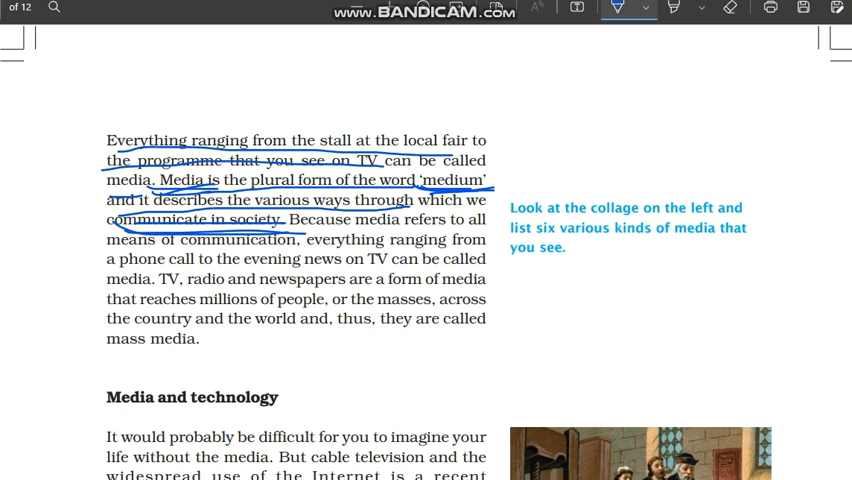 of 12
www.BANDICAM.com
Everything ranging from the stall at the local fair to
the programme that you see on TV can be called
media. Media is the plural form of the word ‘medium’
and it describes the various ways through which we
communicate in society. Because media refers to all
means of communication, everything ranging from
a phone call to the evening news on TV can be called
media. TV, radio and newspapers are a form of media
that reaches millions of people, or the masses, across
the country and the world and, thus, they are called
mass media.
Look at the collage on the left and
list six various kinds of media that
you see.
Media and technology
It would probably be difficult for you to imagine your
life without the media. But cable television and the
widespread use of the Internet is a recent